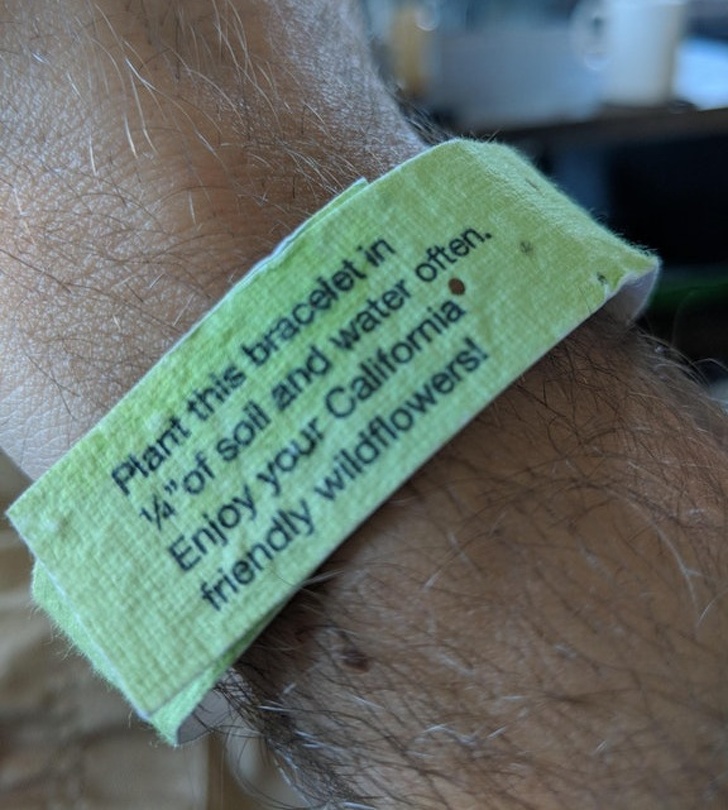 Plant this bracelet in
¼" of soil and water often.
Enjoy your California
friendly wildflowers!